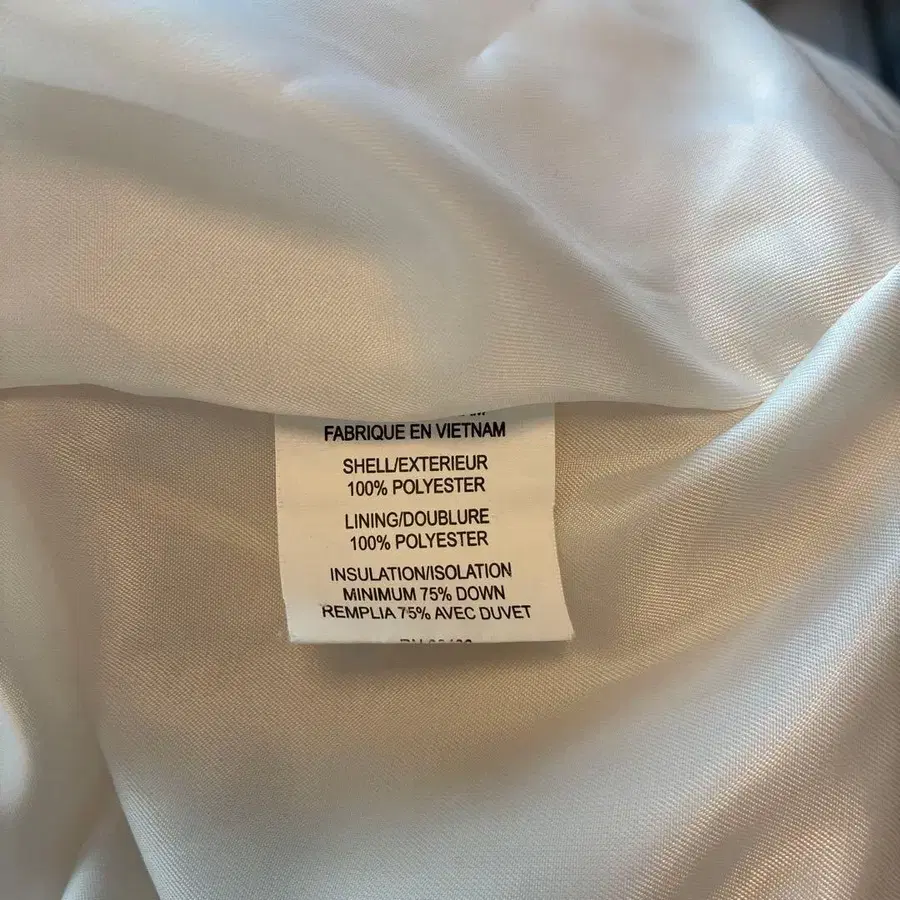 FABRIQUE EN VIETNAM
SHELL/EXTERIEUR
100% POLYESTER
LINING/DOUBLURE
100% POLYESTER
INSULATION/ISOLATION
MINIMUM 75% DOWN
REMPLIA 75% AVEC DUVET